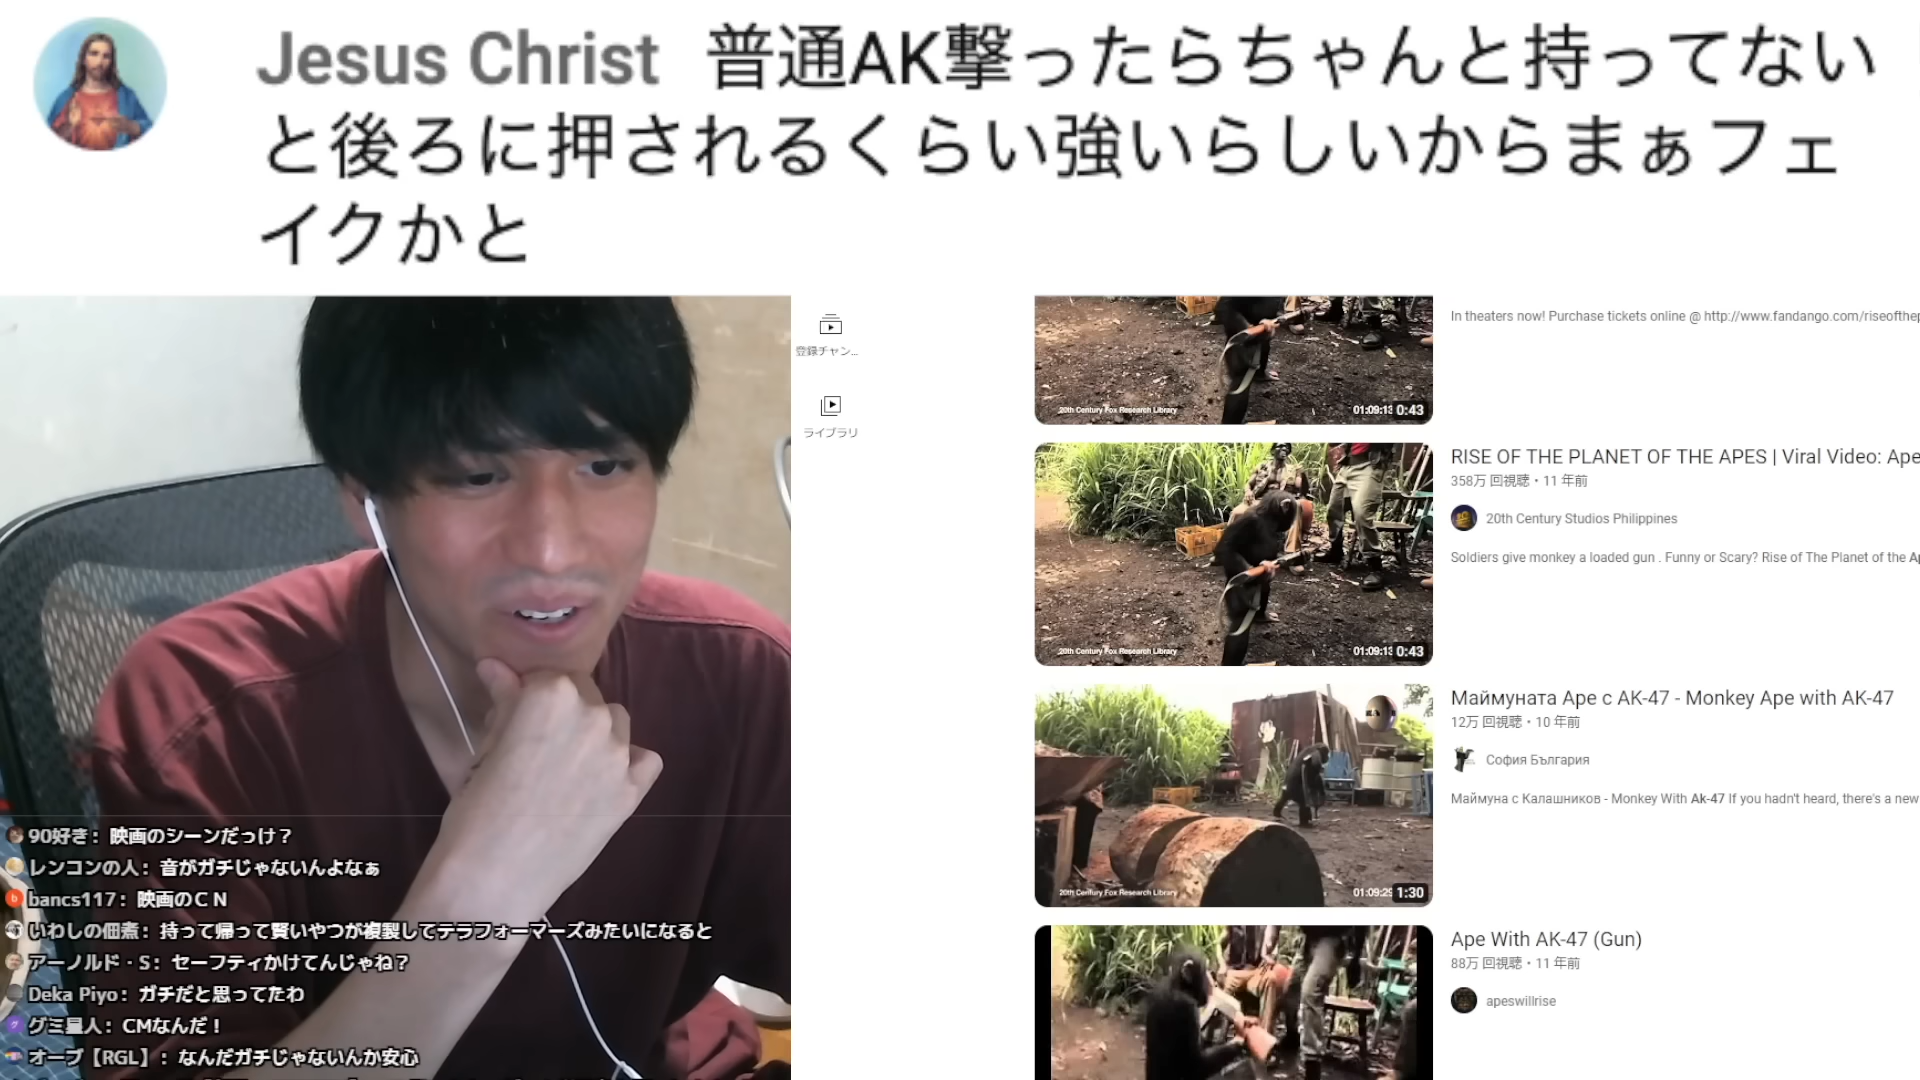 Jesus Christ 普通AK撃ったらちゃんと持ってない
と後ろに押されるくらい強いらしいからまぁフェ
イクかと
登録チャン...
ライブラリ
In theaters now! Purchase tickets online @ http://www.fandango.com/riseofthep
20th Century Fox Research Library
01:09:13 0:43
RISE OF THE PLANET OF THE APES | Viral Video: Ape
358万 回視聴・11 年前
20th Century Studios Philippines
Soldiers give monkey a loaded gun . Funny or Scary? Rise of The Planet of the Ap
20th Century Fox Research Library
01:09:13 0:43
Маймуната Ape с AK-47 - Monkey Ape with AK-47
12万 回視聴・10 年前
София България
Маймуна с Калашников - Monkey With Ak-47 If you hadn't heard, there's a new
20th Century Fox Research Library
01:09:29 1:30
Ape With AK-47 (Gun)
88万 回視聴・11 年前
apeswillrise
90好き：映画のシーンだっけ？
レンコンの人：音がガチじゃないんよなぁ
bancs117：映画のＣＮ
いわしの佃煮：持って帰って賢いやつが複製してテラフォーマーズみたいになると
アーノルド・S：セーフティかけてんじゃね？
Deka Piyo：ガチだと思ってたわ
グミ星人：CMなんだ！
オーブ【RGL】：なんだガチじゃないんか安心